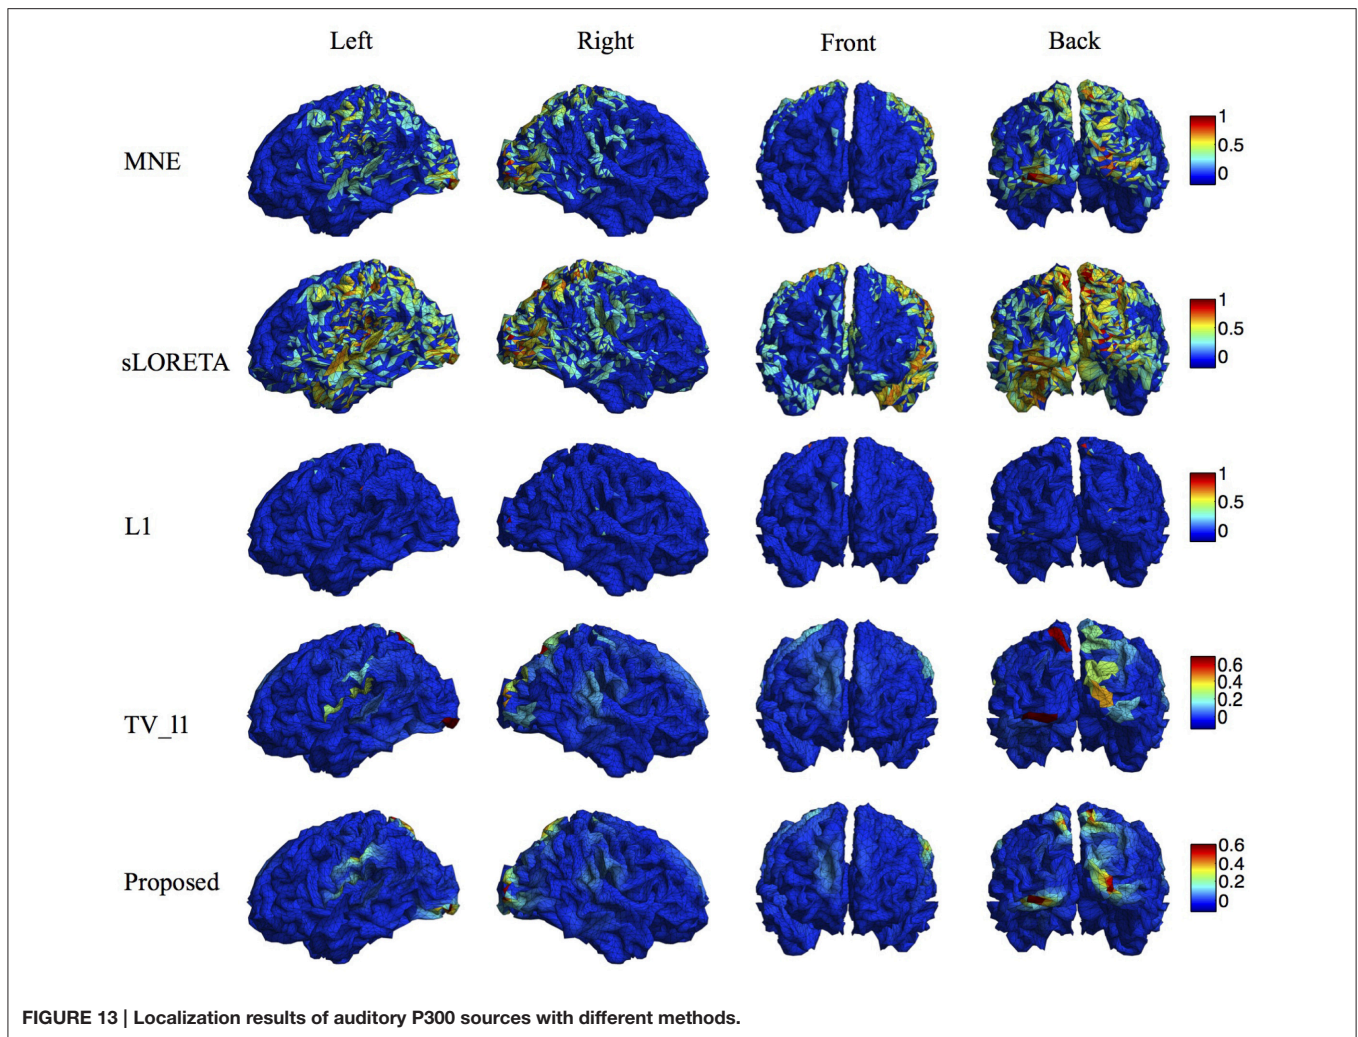 Left Right Front Back
MNE
1
0.5
0
sLORETA
1
0.5
0
L1
1
0.5
0
TV_l1
0.6
0.4
0.2
0
Proposed
0.6
0.4
0.2
0
FIGURE 13 | Localization results of auditory P300 sources with different methods.